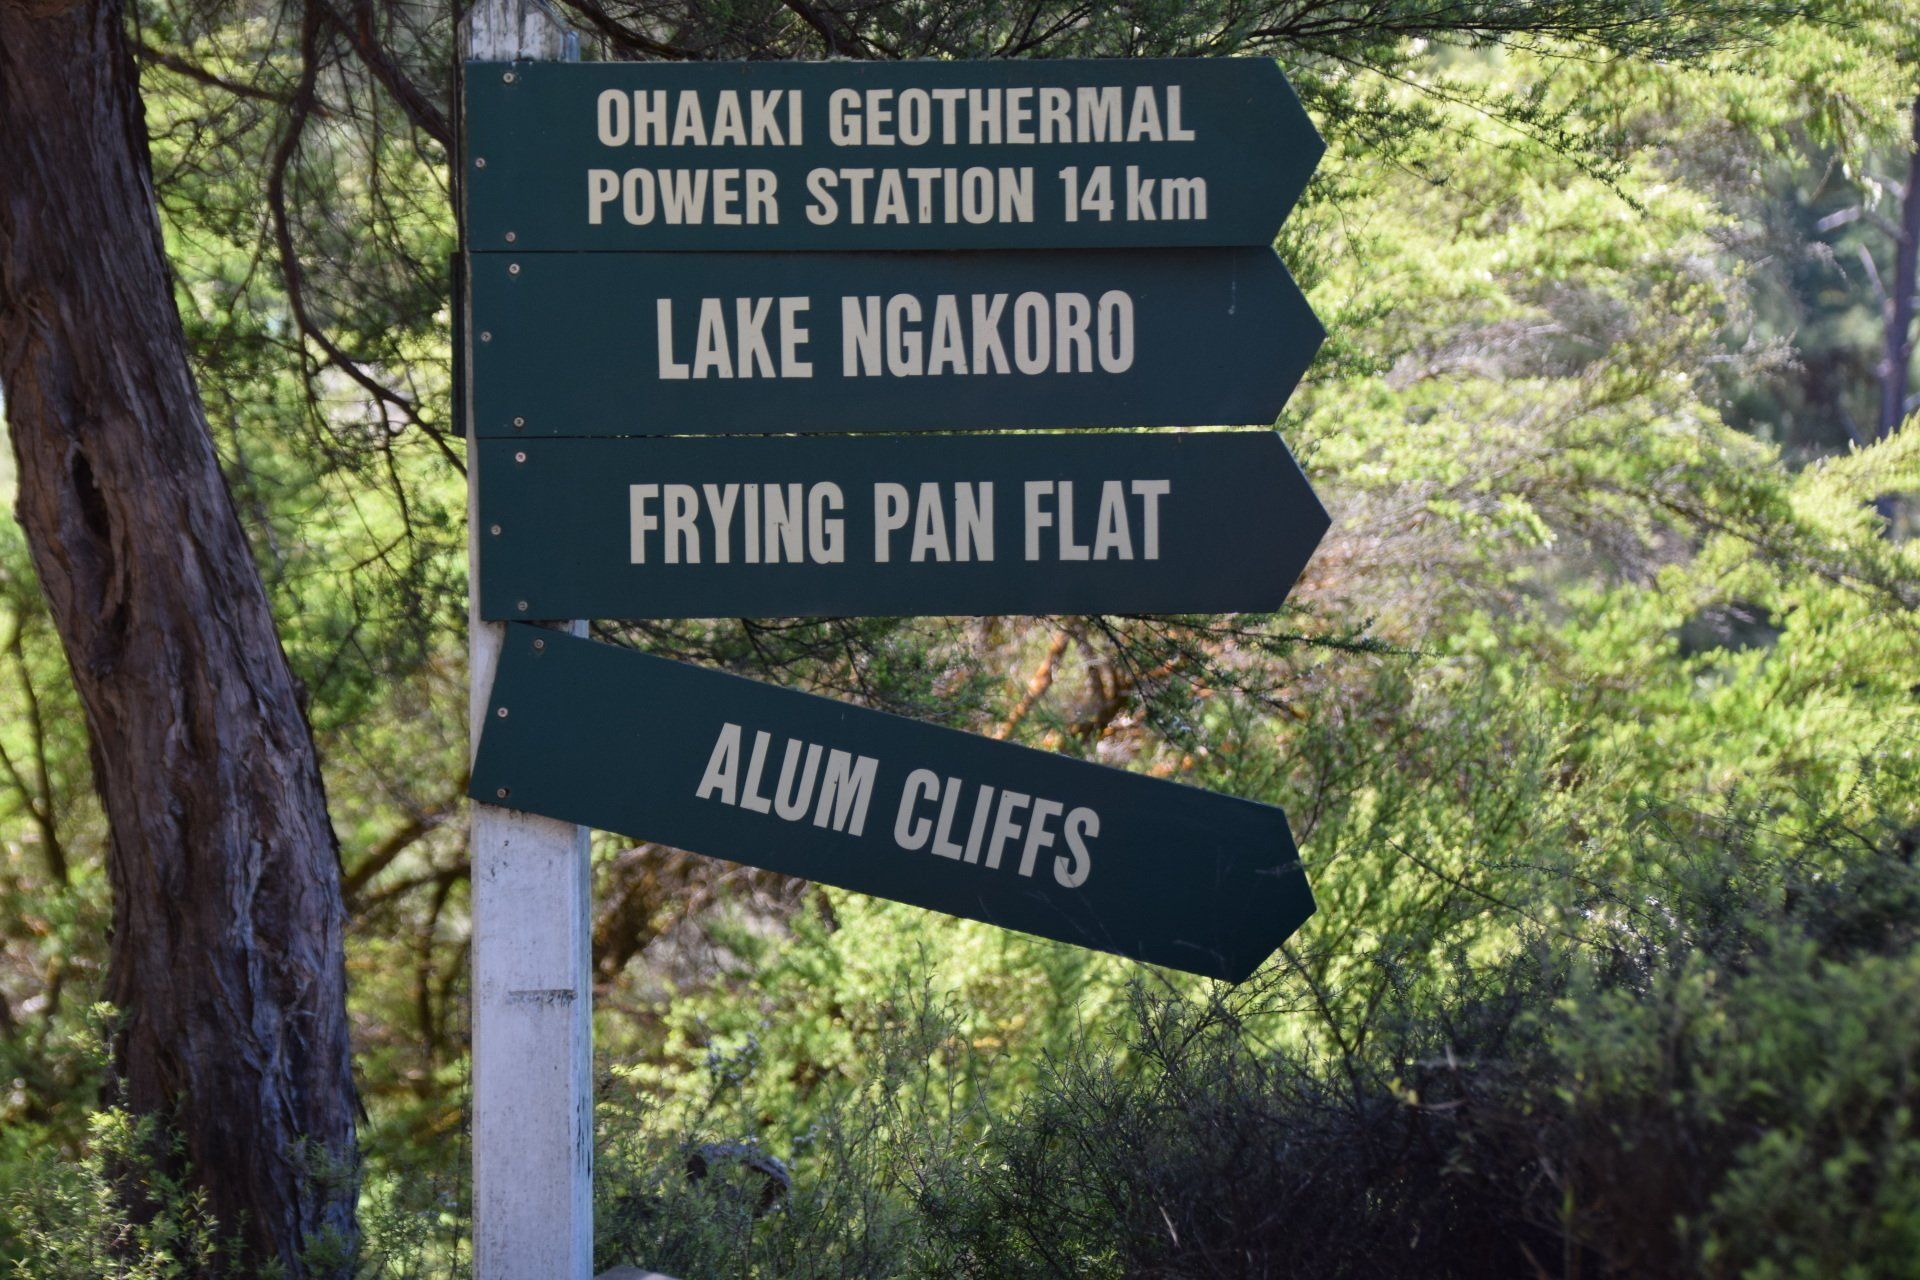 OHAAKI GEOTHERMAL
POWER STATION 14 km
LAKE NGAKORO
FRYING PAN FLAT
ALUM CLIFFS